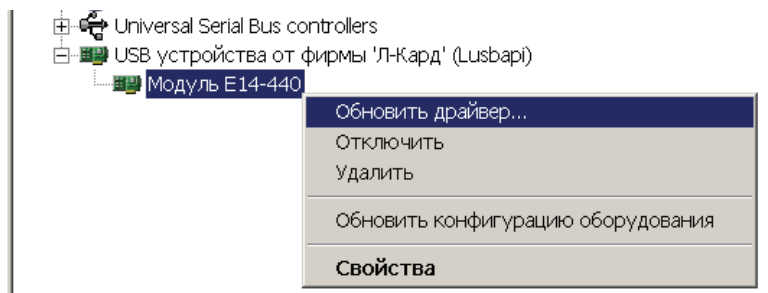 Universal Serial Bus controllers
USB устройства от фирмы 'Л-Кард' (Lusbapi)
Модуль E14-440
Обновить драйвер...
Отключить
Удалить
Обновить конфигурацию оборудования
Свойства